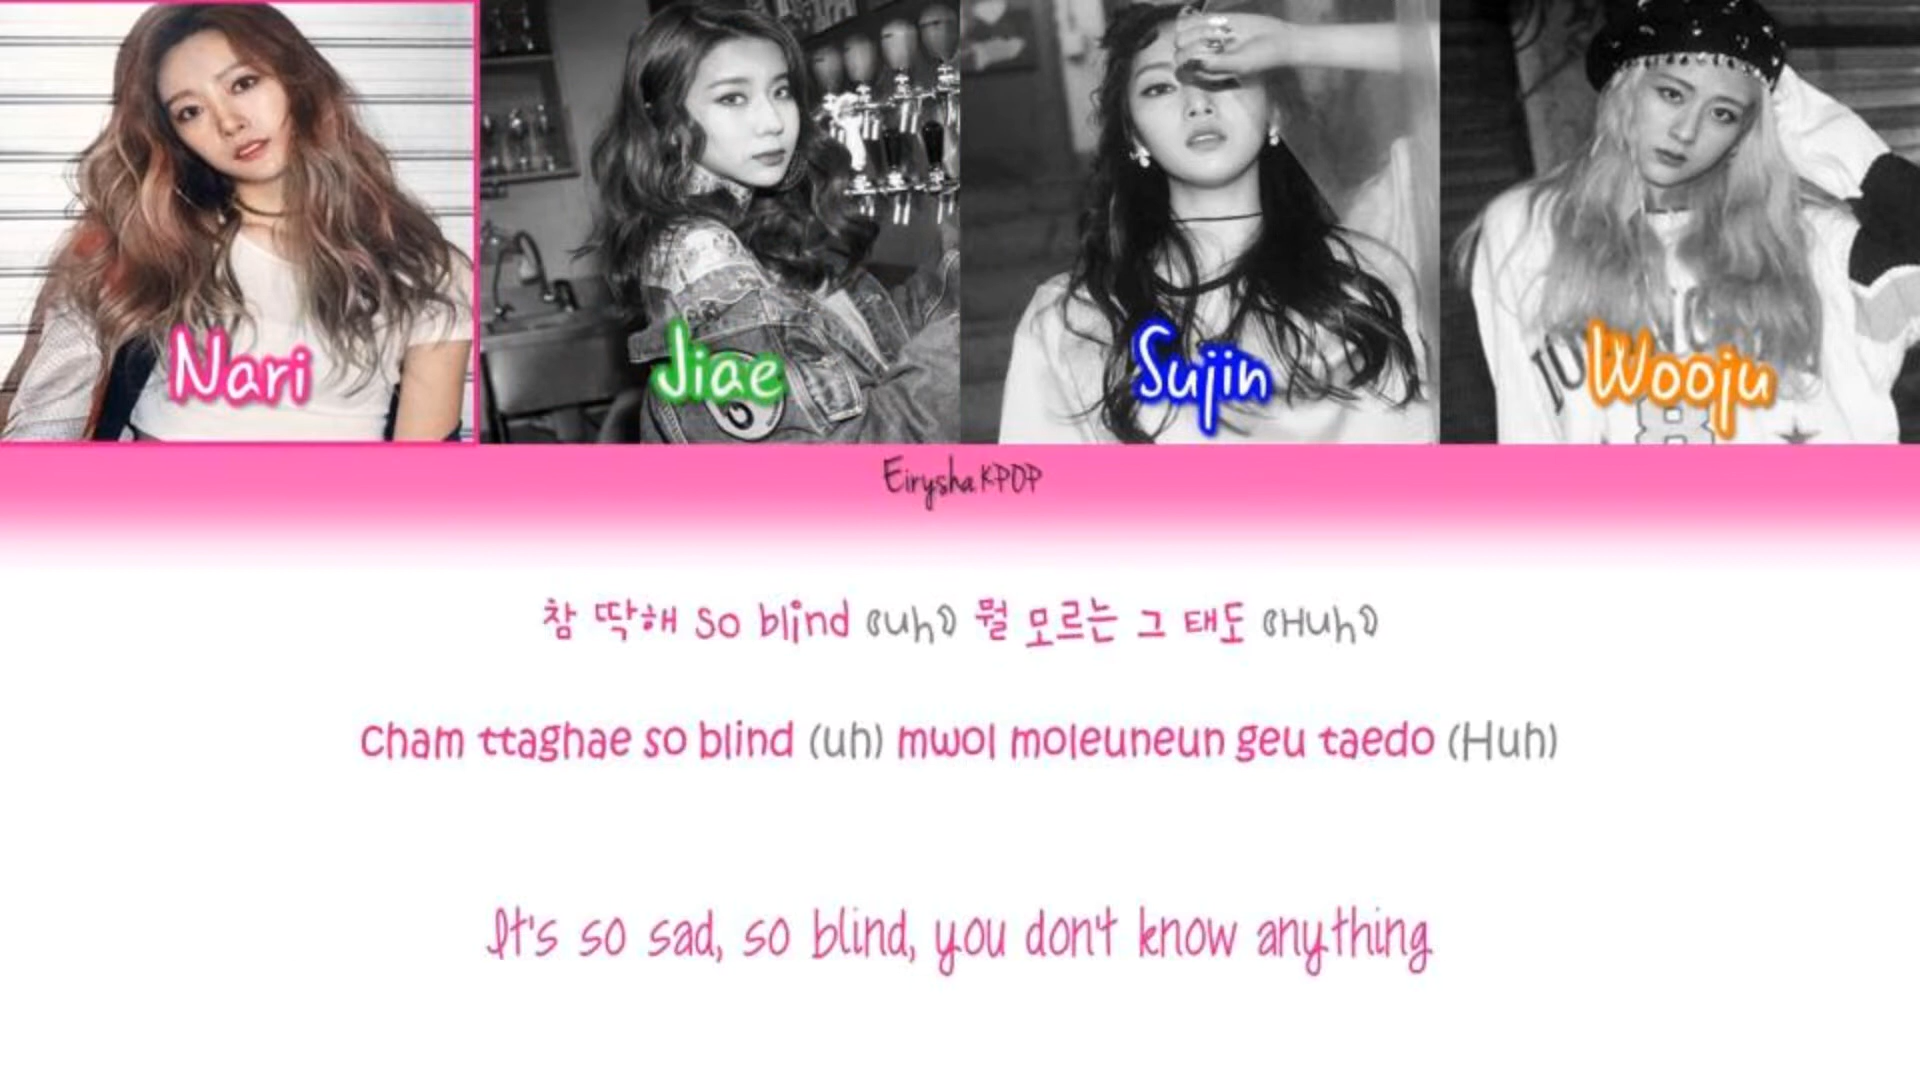 Nari
Jiae
Sujin
Wooju
EiryshaKPOP
참 딱해 so blind (uh) 뭘 모르는 그 태도 (Huh)
cham ttaghae so blind (uh) mwol moleuneun geu taedo (Huh)
It's so sad, so blind, you don't know anything